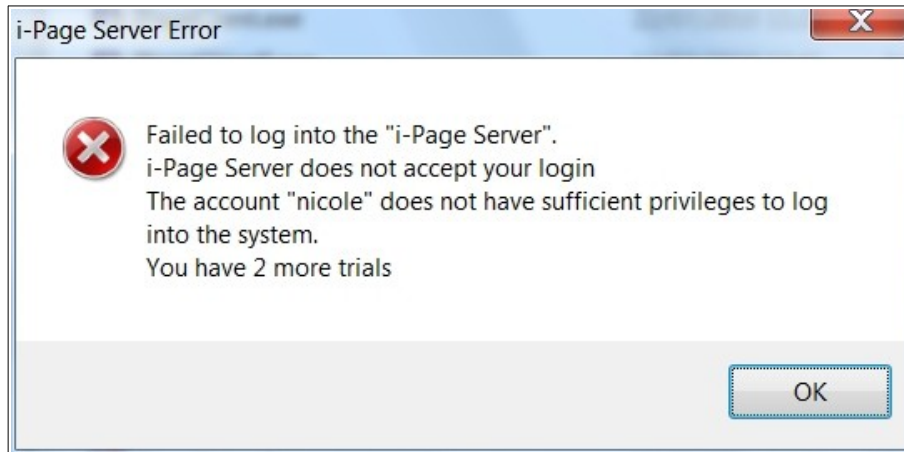 i-Page Server Error
Failed to log into the "i-Page Server".
i-Page Server does not accept your login
The account "nicole" does not have sufficient privileges to log
into the system.
You have 2 more trials
OK